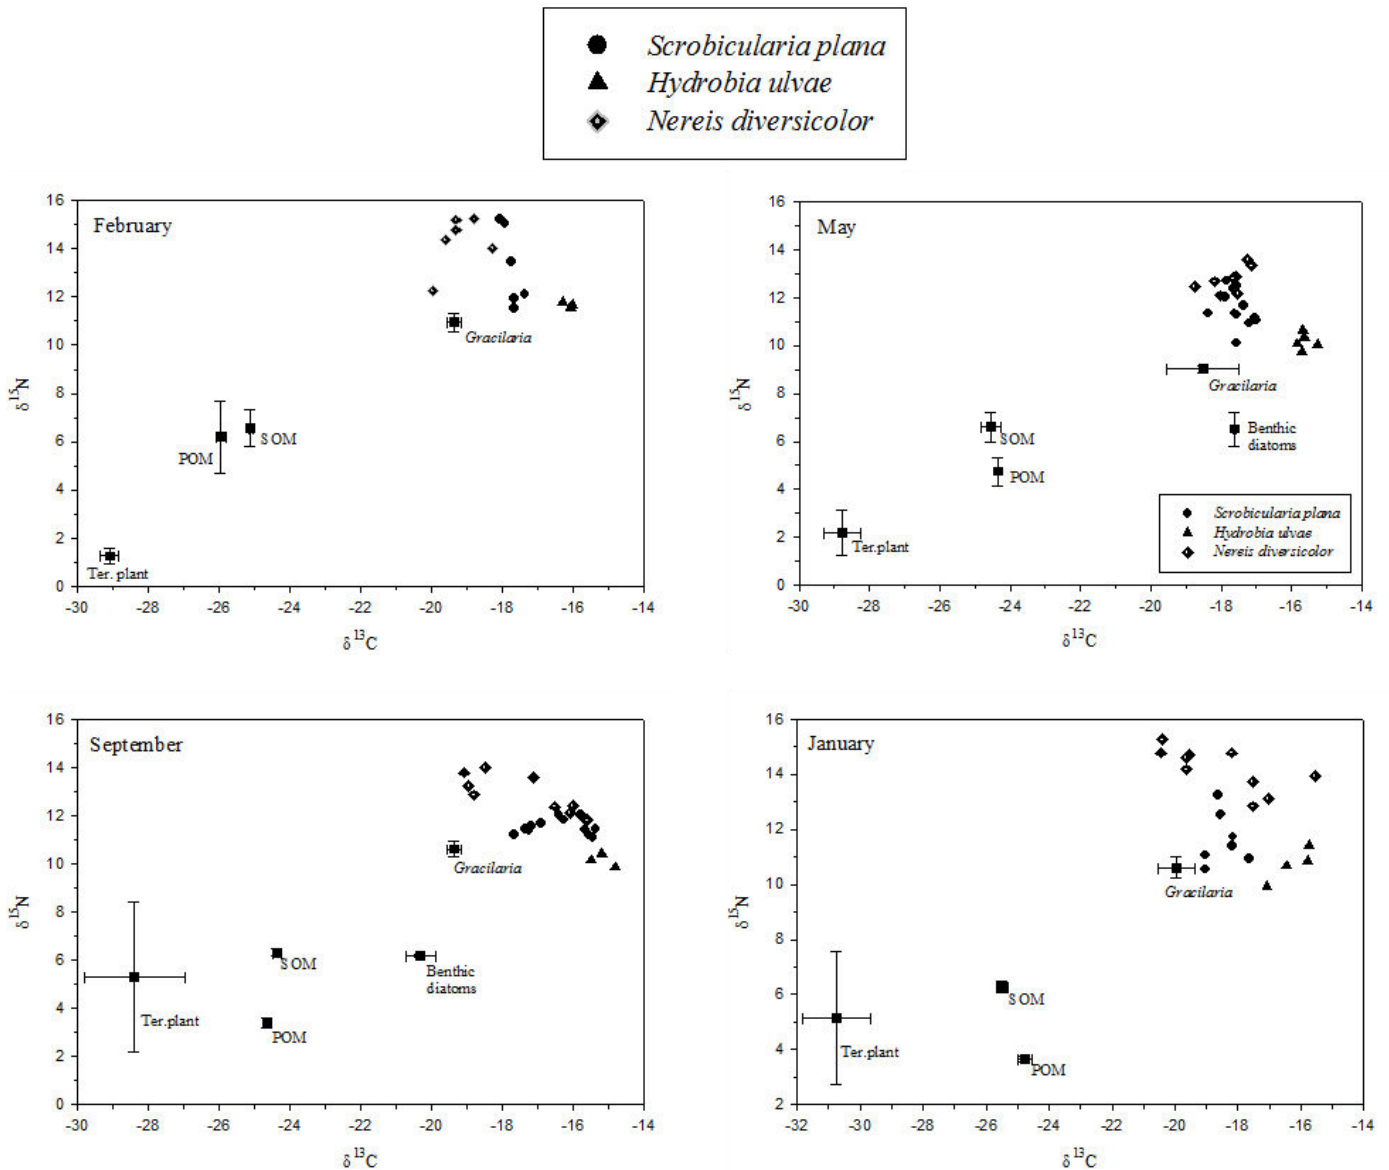 Scrobicularia plana
Hydrobia ulvae
Nereis diversicolor
16
14
12
10
8
6
4
2
0
δ15N
February
Gracilaria
SOM
POM
Ter. plant
-30
-28
-26
-24
-22
-20
-18
-16
-14
δ13C
16
14
12
10
8
6
4
2
0
δ15N
May
Gracilaria
Benthic
diatoms
SOM
POM
Ter.plant
Scrobicularia plana
Hydrobia ulvae
Nereis diversicolor
-30
-28
-26
-24
-22
-20
-18
-16
-14
δ13C
16
14
12
10
8
6
4
2
0
δ15N
September
Gracilaria
SOM
Benthic
diatoms
Ter.plant
POM
-30
-28
-26
-24
-22
-20
-18
-16
-14
δ13C
16
14
12
10
8
6
4
2
δ15N
January
Gracilaria
SOM
Ter.plant
POM
-32
-30
-28
-26
-24
-22
-20
-18
-16
-14
δ13C